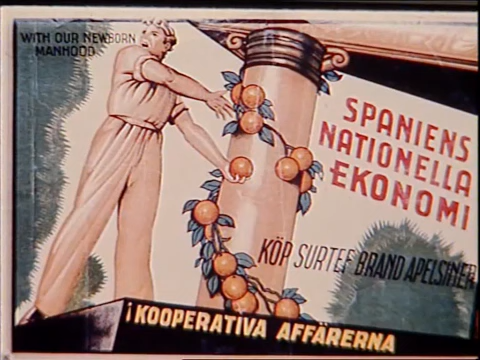 WITH OUR NEWBORN
MANHOOD
SPANIENS
NATIONELLA
EKONOMI
KÖP SURTEF BRAND APELSINER
i KOOPERATIVA AFFÄRERNA